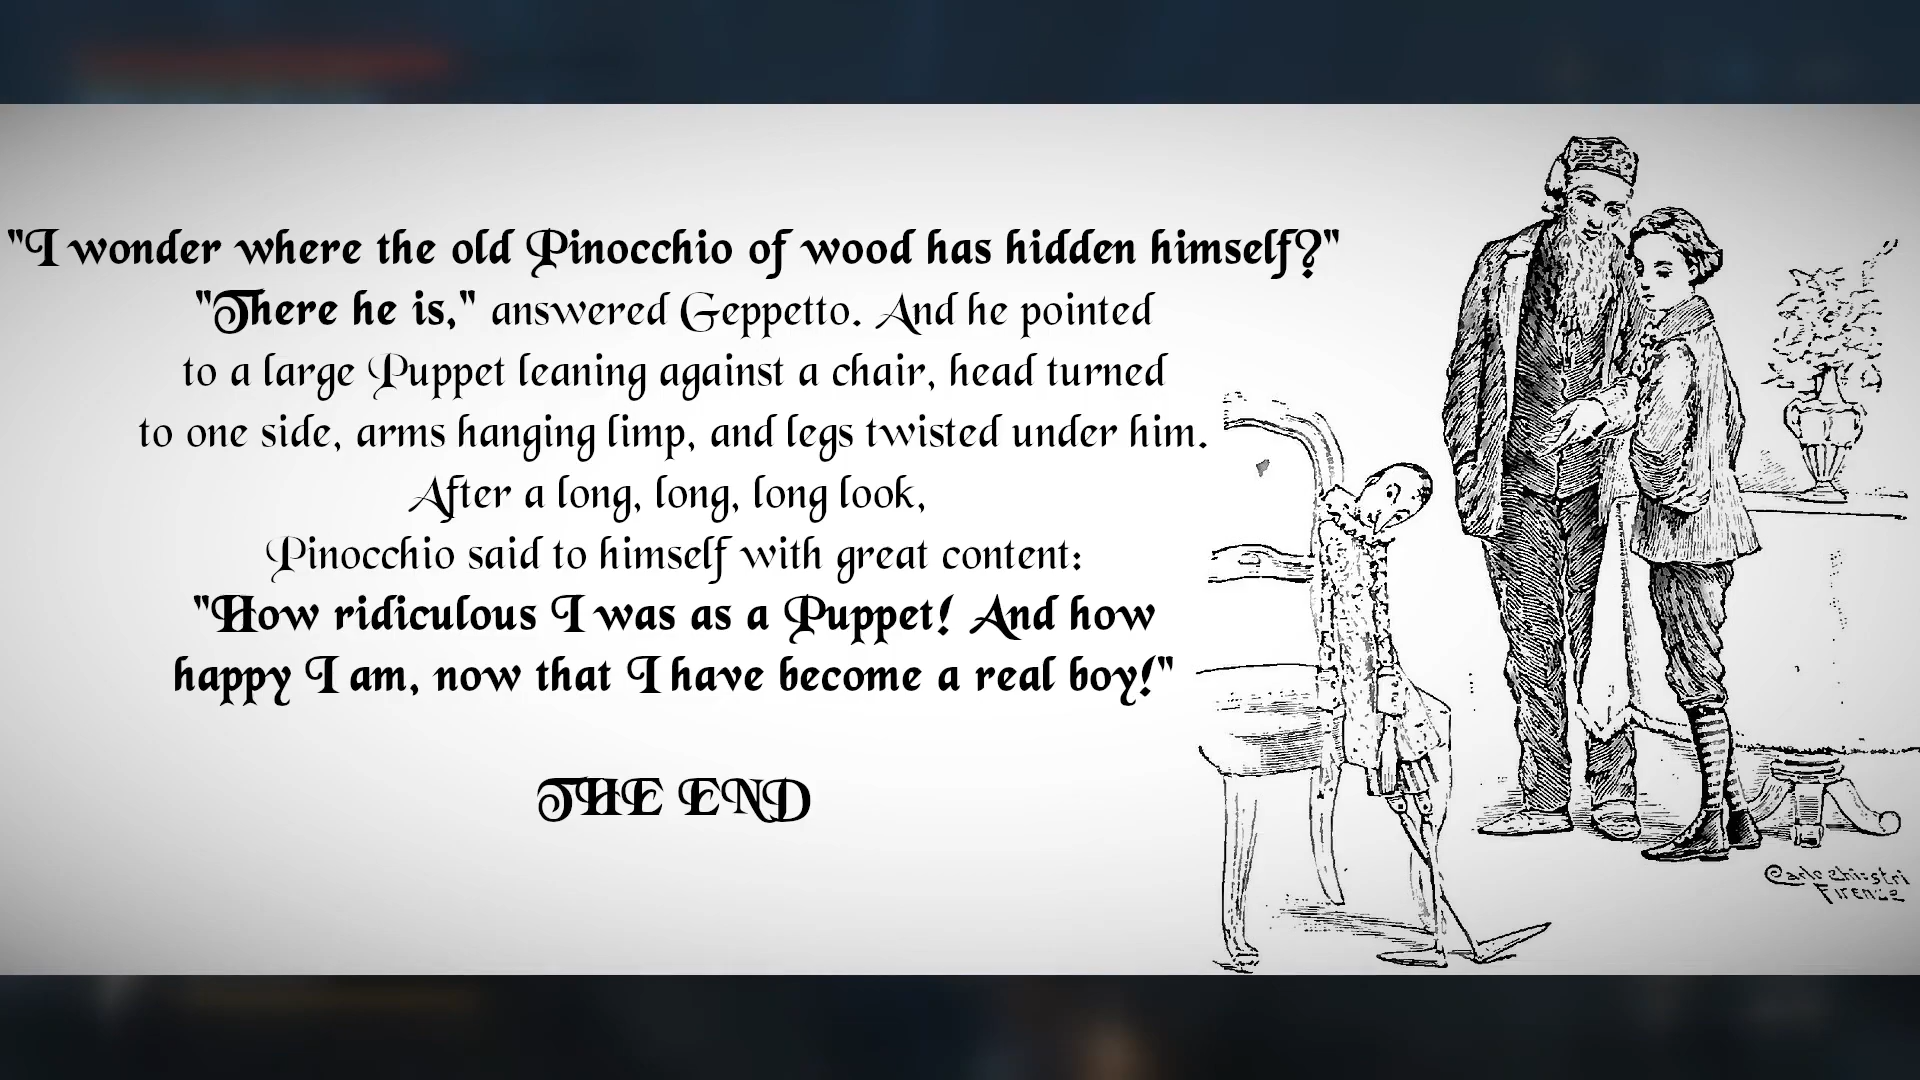 "I wonder where the old Pinocchio of wood has hidden himself?"
"There he is," answered Geppetto. And he pointed
to a large Puppet leaning against a chair, head turned
to one side, arms hanging limp, and legs twisted under him.
After a long, long, long look,
Pinocchio said to himself with great content:
"How ridiculous I was as a Puppet! And how
happy I am, now that I have become a real boy!"
THE END
Carlo Chiostri
FIRENZE